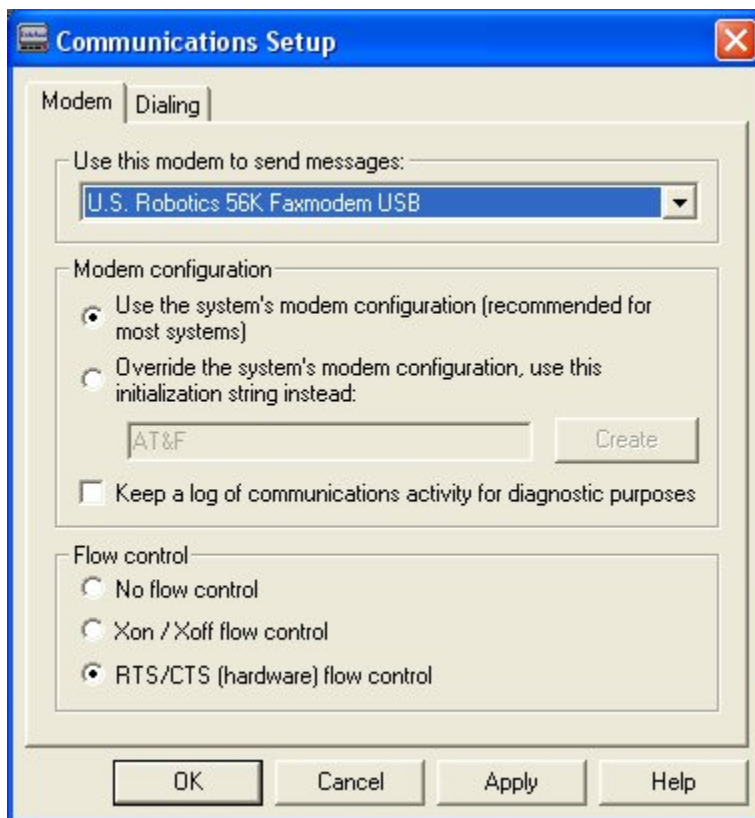 Communications Setup
Modem
Dialing
Use this modem to send messages:
U.S. Robotics 56K Faxmodem USB
Modem configuration
Use the system's modem configuration (recommended for
most systems)
Override the system's modem configuration, use this
initialization string instead:
AT&F
Create
Keep a log of communications activity for diagnostic purposes
Flow control
No flow control
Xon / Xoff flow control
RTS/CTS (hardware) flow control
OK
Cancel
Apply
Help